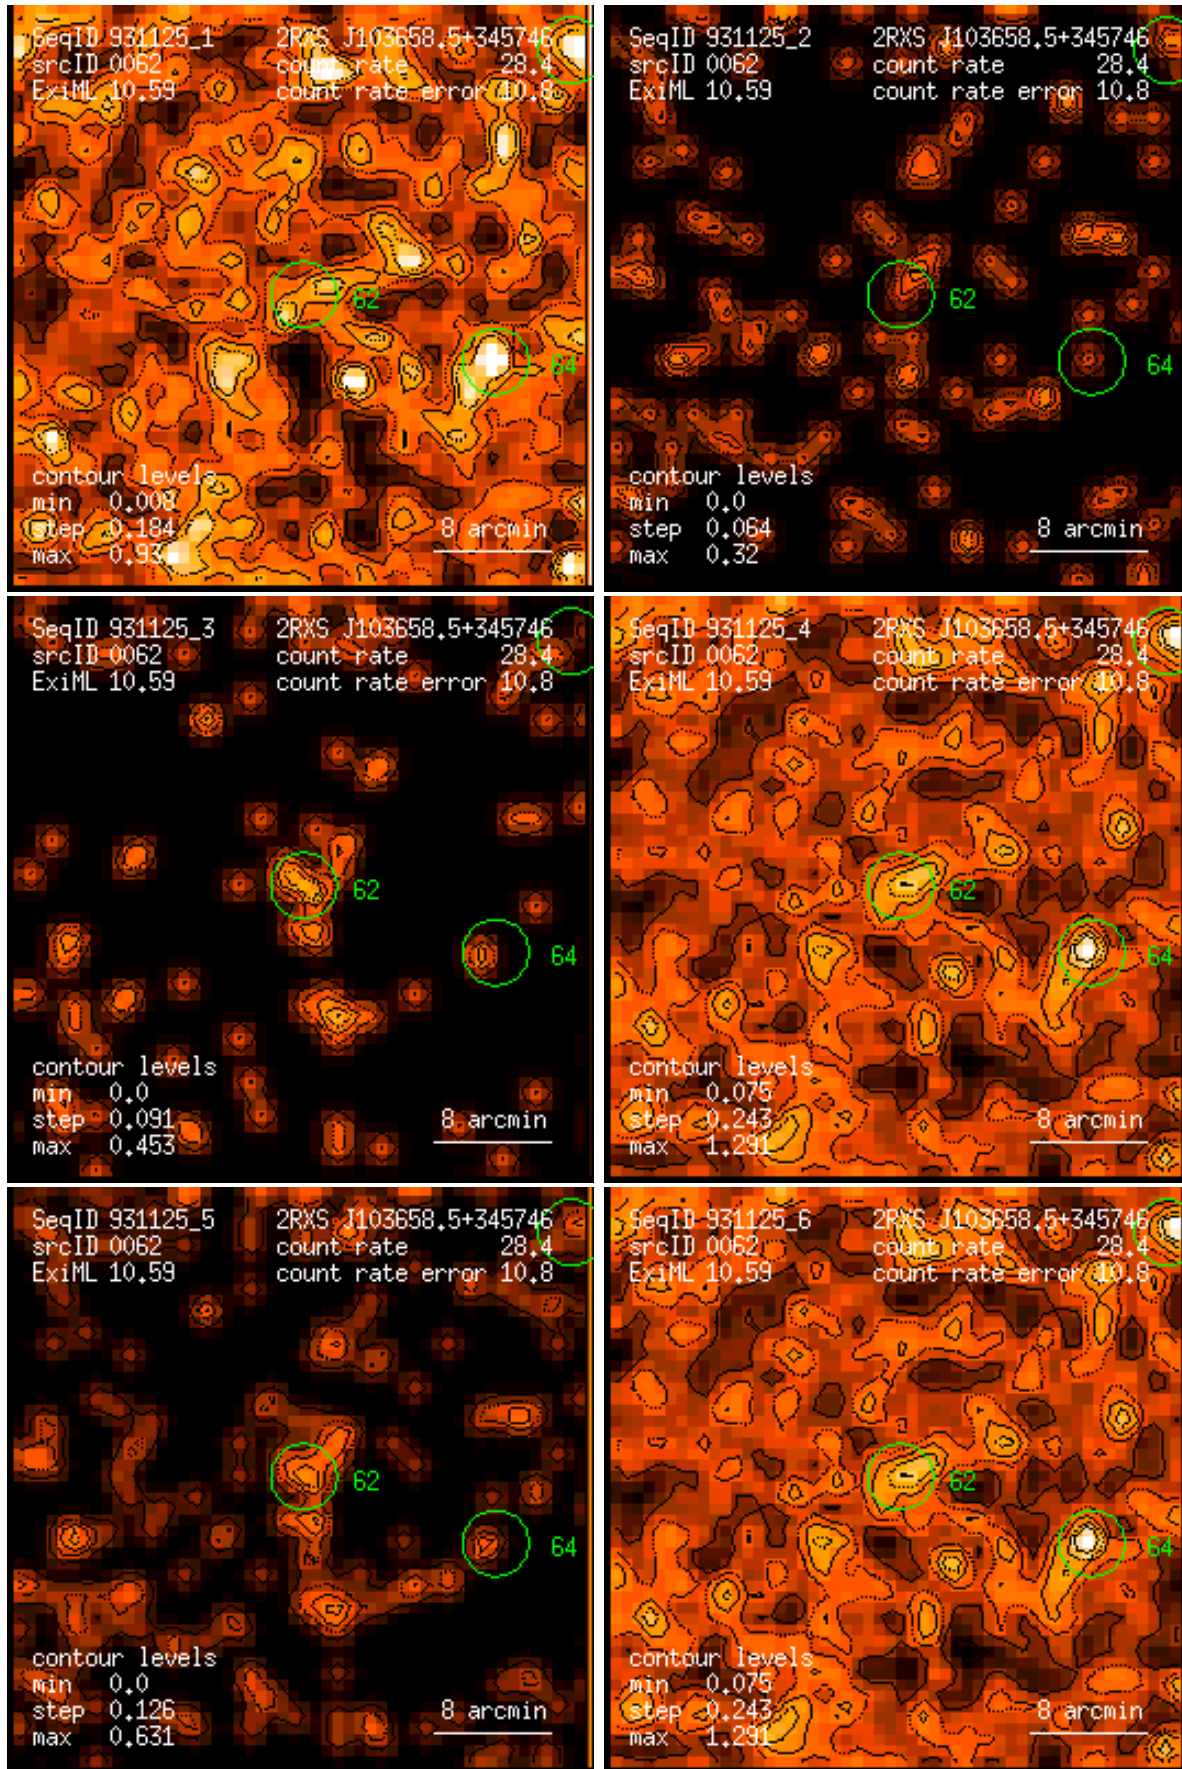 SeqID 931125_1 2RXS J103658.5+345746
srcID 0062 count rate 28.4
ExiML 10.59 count rate error 10.8
62
64
contour levels
min 0.008
step 0.184 8 arcmin
max 0.93
SeqID 931125_2 2RXS J103658.5+345746
srcID 0062 count rate 28.4
ExiML 10.59 count rate error 10.8
62
64
contour levels
min 0.0
step 0.064 8 arcmin
max 0.32
SeqID 931125_3 2RXS J103658.5+345746
srcID 0062 count rate 28.4
ExiML 10.59 count rate error 10.8
62
64
contour levels
min 0.0
step 0.091 8 arcmin
max 0.453
SeqID 931125_4 2RXS J103658.5+345746
srcID 0062 count rate 28.4
ExiML 10.59 count rate error 10.8
62
64
contour levels
min 0.075
step 0.243 8 arcmin
max 1.291
SeqID 931125_5 2RXS J103658.5+345746
srcID 0062 count rate 28.4
ExiML 10.59 count rate error 10.8
62
64
contour levels
min 0.0
step 0.126 8 arcmin
max 0.631
SeqID 931125_6 2RXS J103658.5+345746
srcID 0062 count rate 28.4
ExiML 10.59 count rate error 10.8
62
64
contour levels
min 0.075
step 0.243 8 arcmin
max 1.291